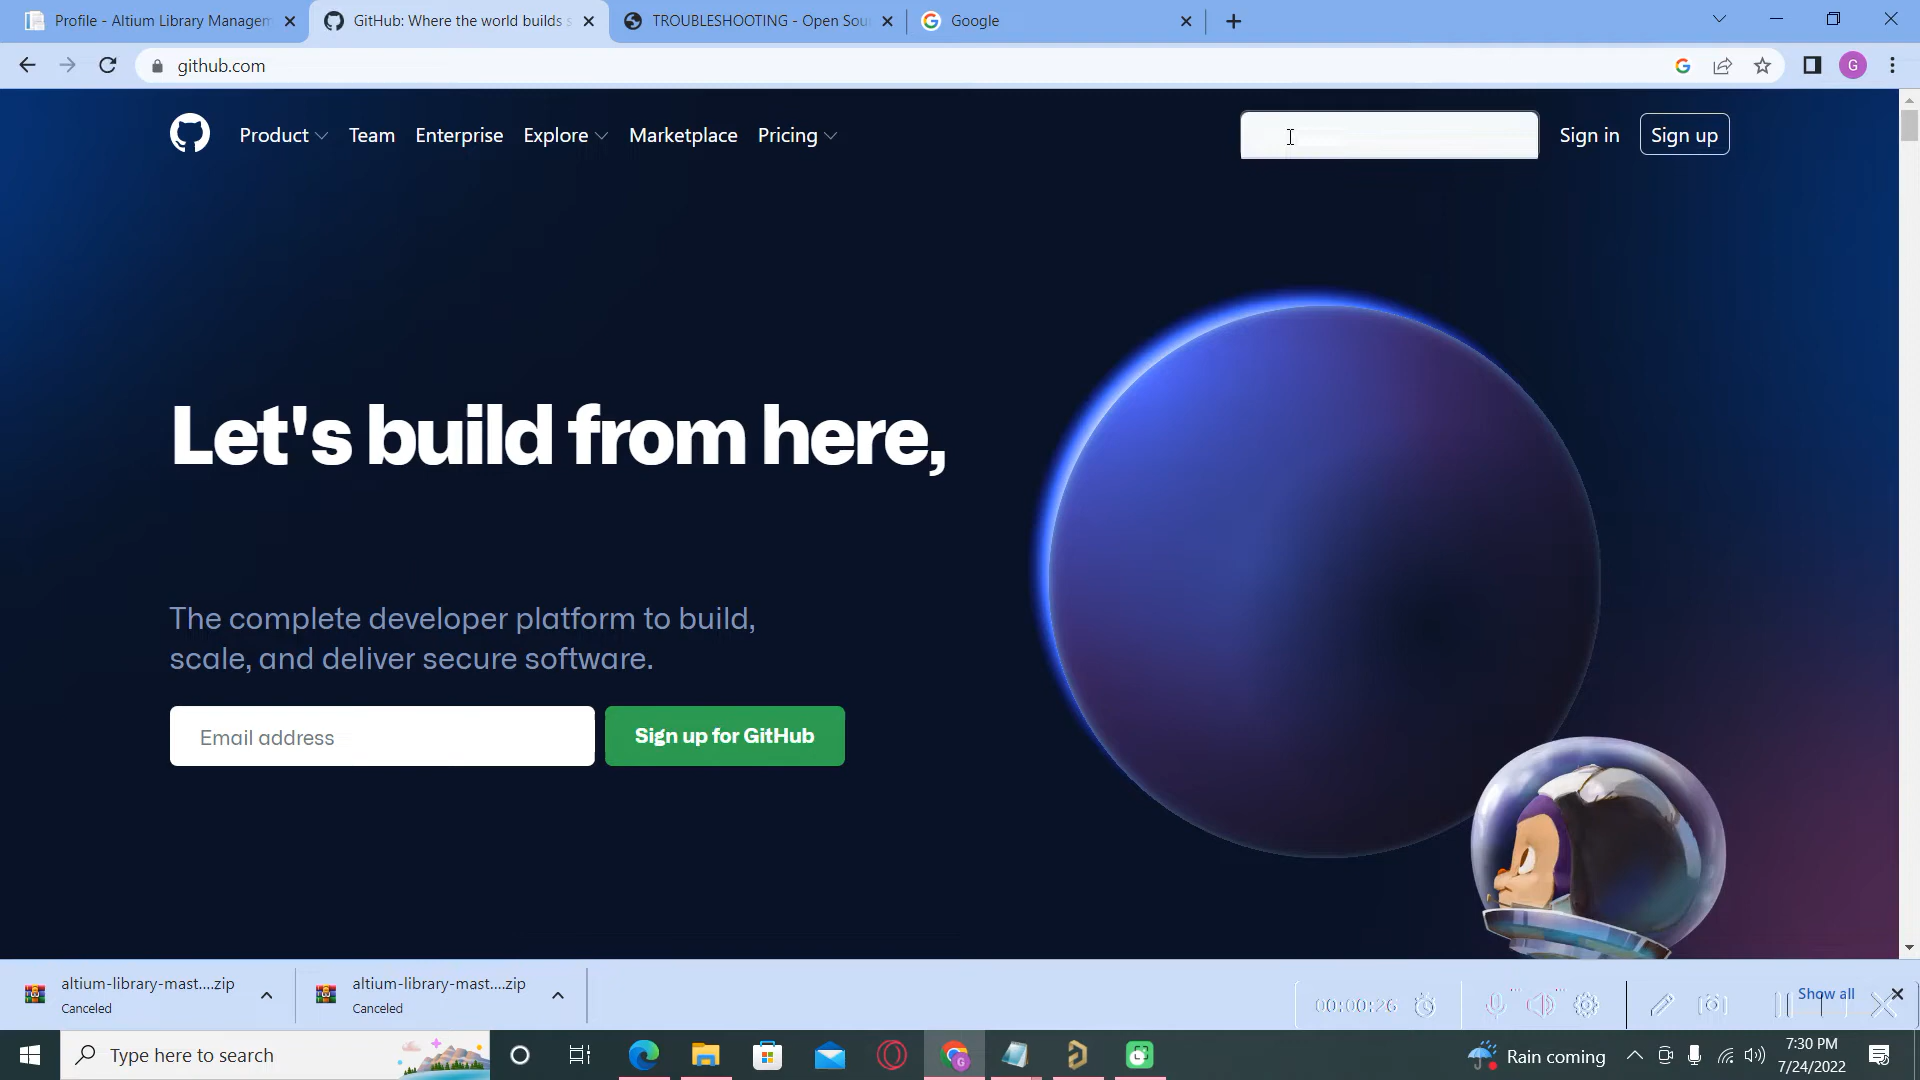 Profile - Altium Library Managem
GitHub: Where the world builds s
TROUBLESHOOTING - Open Sou
Google
github.com
G
Product
Team
Enterprise
Explore
Marketplace
Pricing
Sign in
Sign up
Let's build from here,
The complete developer platform to build,
scale, and deliver secure software.
Email address
Sign up for GitHub
altium-library-mast....zip
Canceled
altium-library-mast....zip
Canceled
00:00:26
Show all
Type here to search
Rain coming
7:30 PM
7/24/2022